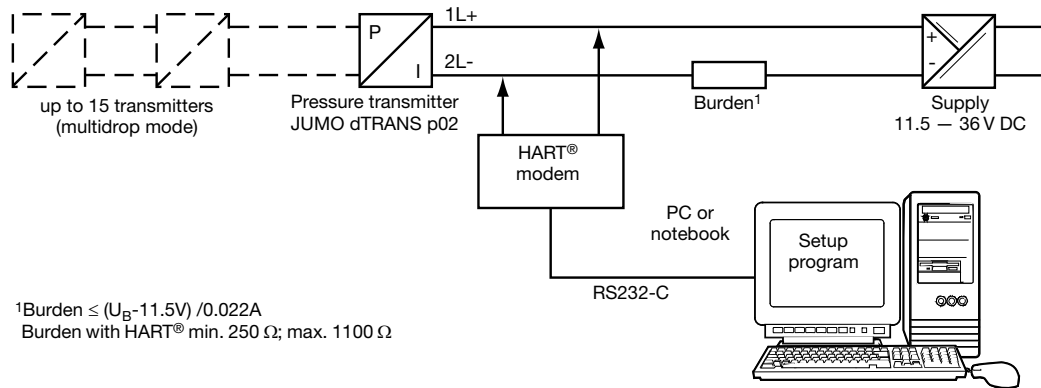 1L+
P
I
2L-
+
-
up to 15 transmitters
(multidrop mode)
Pressure transmitter
JUMO dTRANS p02
Burden¹
Supply
11.5 — 36 V DC
HART®
modem
PC or
notebook
Setup
program
RS232-C
¹Burden ≤ (U_B-11.5V) /0.022A
Burden with HART® min. 250 Ω; max. 1100 Ω